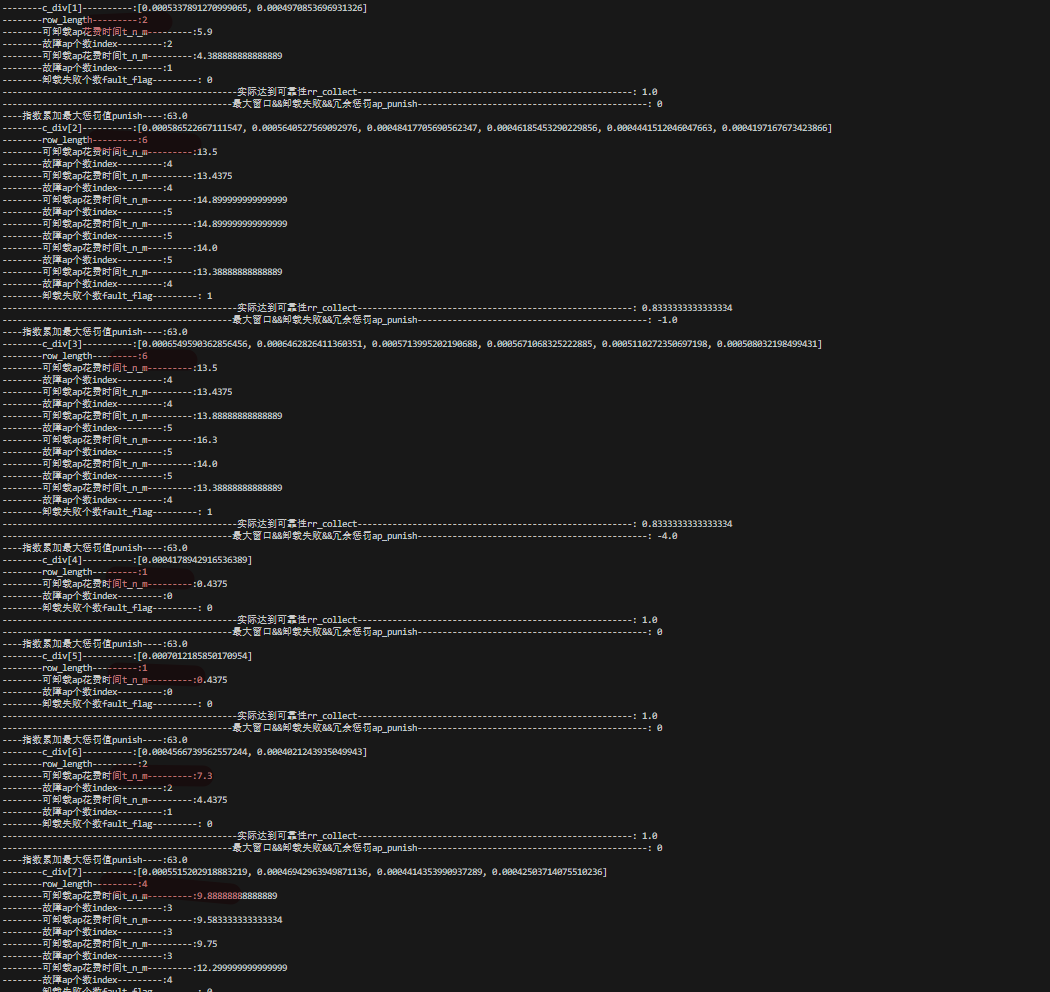 --------c_div[1]----------:[0.0005337891270999065, 0.0004970853696931326]
--------row_length---------:2
--------可卸载ap花费时间t_n_m---------:5.9
--------故障ap个数index---------:2
--------可卸载ap花费时间t_n_m---------:4.388888888888889
--------故障ap个数index---------:1
--------卸载失败个数fault_flag---------: 0
-----------------------------------------------实际达到可靠性rr_collect-------------------------------------------------------: 1.0
----------------------------------------------最大窗口&&卸载失败&&冗余惩罚ap_punish----------------------------------------------: 0
----指数累加最大惩罚值punish----:63.0
--------c_div[2]----------:[0.000586522667111547, 0.0005640527569092976, 0.00048417705690562347, 0.00046185453290229856, 0.0004441512046047663, 0.0004197167673423866]
--------row_length---------:6
--------可卸载ap花费时间t_n_m---------:13.5
--------故障ap个数index---------:4
--------可卸载ap花费时间t_n_m---------:13.4375
--------故障ap个数index---------:4
--------可卸载ap花费时间t_n_m---------:14.899999999999999
--------故障ap个数index---------:5
--------可卸载ap花费时间t_n_m---------:14.899999999999999
--------故障ap个数index---------:5
--------可卸载ap花费时间t_n_m---------:14.0
--------故障ap个数index---------:5
--------可卸载ap花费时间t_n_m---------:13.38888888888889
--------故障ap个数index---------:4
--------卸载失败个数fault_flag---------: 1
-----------------------------------------------实际达到可靠性rr_collect-------------------------------------------------------: 0.8333333333333334
----------------------------------------------最大窗口&&卸载失败&&冗余惩罚ap_punish----------------------------------------------: -1.0
----指数累加最大惩罚值punish----:63.0
--------c_div[3]----------:[0.0006549590362856456, 0.0006462826411360351, 0.0005713995202190688, 0.0005671068325222885, 0.0005110272350697198, 0.000508032198499431]
--------row_length---------:6
--------可卸载ap花费时间t_n_m---------:13.5
--------故障ap个数index---------:4
--------可卸载ap花费时间t_n_m---------:13.4375
--------故障ap个数index---------:4
--------可卸载ap花费时间t_n_m---------:13.88888888888889
--------故障ap个数index---------:5
--------可卸载ap花费时间t_n_m---------:16.3
--------故障ap个数index---------:5
--------可卸载ap花费时间t_n_m---------:14.0
--------故障ap个数index---------:5
--------可卸载ap花费时间t_n_m---------:13.38888888888889
--------故障ap个数index---------:4
--------卸载失败个数fault_flag---------: 1
-----------------------------------------------实际达到可靠性rr_collect-------------------------------------------------------: 0.8333333333333334
----------------------------------------------最大窗口&&卸载失败&&冗余惩罚ap_punish----------------------------------------------: -4.0
----指数累加最大惩罚值punish----:63.0
--------c_div[4]----------:[0.0004178942916536389]
--------row_length---------:1
--------可卸载ap花费时间t_n_m---------:0.4375
--------故障ap个数index---------:0
--------卸载失败个数fault_flag---------: 0
-----------------------------------------------实际达到可靠性rr_collect-------------------------------------------------------: 1.0
----------------------------------------------最大窗口&&卸载失败&&冗余惩罚ap_punish----------------------------------------------: 0
----指数累加最大惩罚值punish----:63.0
--------c_div[5]----------:[0.0007012185850170954]
--------row_length---------:1
--------可卸载ap花费时间t_n_m---------:0.4375
--------故障ap个数index---------:0
--------卸载失败个数fault_flag---------: 0
-----------------------------------------------实际达到可靠性rr_collect-------------------------------------------------------: 1.0
----------------------------------------------最大窗口&&卸载失败&&冗余惩罚ap_punish----------------------------------------------: 0
----指数累加最大惩罚值punish----:63.0
--------c_div[6]----------:[0.0004566739562557244, 0.0004021243935049943]
--------row_length---------:2
--------可卸载ap花费时间t_n_m---------:7.3
--------故障ap个数index---------:2
--------可卸载ap花费时间t_n_m---------:4.4375
--------故障ap个数index---------:1
--------卸载失败个数fault_flag---------: 0
-----------------------------------------------实际达到可靠性rr_collect-------------------------------------------------------: 1.0
----------------------------------------------最大窗口&&卸载失败&&冗余惩罚ap_punish----------------------------------------------: 0
----指数累加最大惩罚值punish----:63.0
--------c_div[7]----------:[0.0005515202918883219, 0.00046942963949871136, 0.0004414353990937289, 0.00042503714075510236]
--------row_length---------:4
--------可卸载ap花费时间t_n_m---------:9.88888888888889
--------故障ap个数index---------:3
--------可卸载ap花费时间t_n_m---------:9.583333333333334
--------故障ap个数index---------:3
--------可卸载ap花费时间t_n_m---------:9.75
--------故障ap个数index---------:3
--------可卸载ap花费时间t_n_m---------:12.299999999999999
--------故障ap个数index---------:4
--------卸载失败个数fault_flag---------: 0